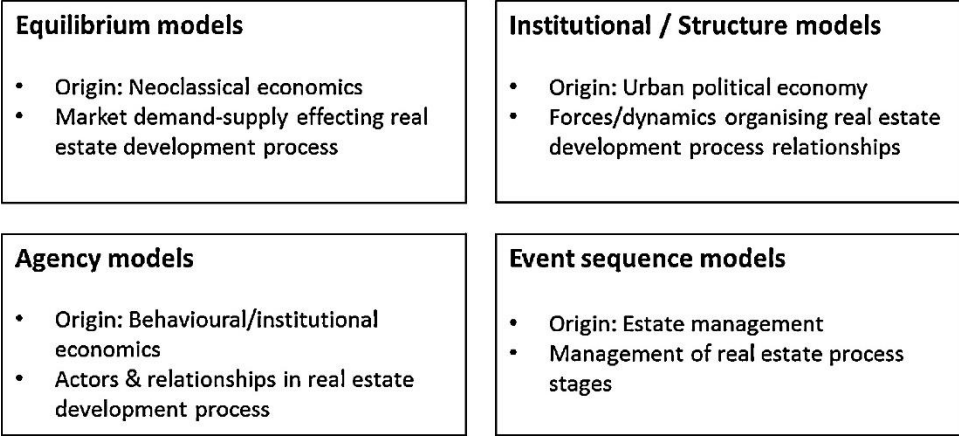 Equilibrium models
• Origin: Neoclassical economics
• Market demand-supply effecting real
estate development process
Institutional / Structure models
• Origin: Urban political economy
• Forces/dynamics organising real estate
development process relationships
Agency models
• Origin: Behavioural/institutional
economics
• Actors & relationships in real estate
development process
Event sequence models
• Origin: Estate management
• Management of real estate process
stages